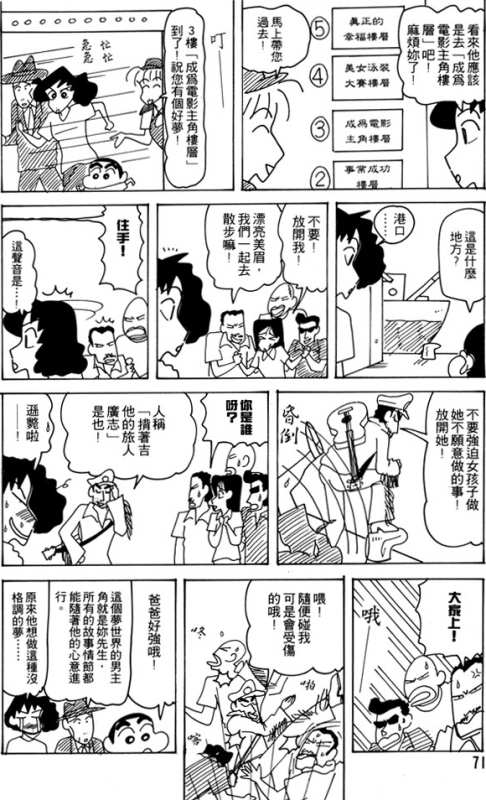 看來他應該
是去「成爲
電影主角樓
層」吧!
麻煩妳了!
⑤
真正的
幸福樓層
④
美女泳裝
大賽樓層
③
成爲電影
主角樓層
②
事業成功
樓層
馬上帶您
過去!
叮
3樓「成爲
電影主角樓層」
到了!祝您有個好夢!
急急
忙忙
這是什麼
地方?
港口
……
不要!
放開我!
漂亮美眉,
我們一起去
散步嘛!
住手!
這聲音是…!
不要強迫女孩子做
她不願意做的事!
放開她!
昏倒
你是誰
呀?
人稱
「揹著吉
他的旅人
廣志」
是也!
遜斃啦
——!
大家上!
哦
喂!
隨便碰我
可是會受傷
的哦!
啪
啪
爸爸好強哦!
這個夢世界的男主
角就是妳先生,
所有的故事情節都
能隨著他的心意進
行。
原來他想做這種沒
格調的夢……
71